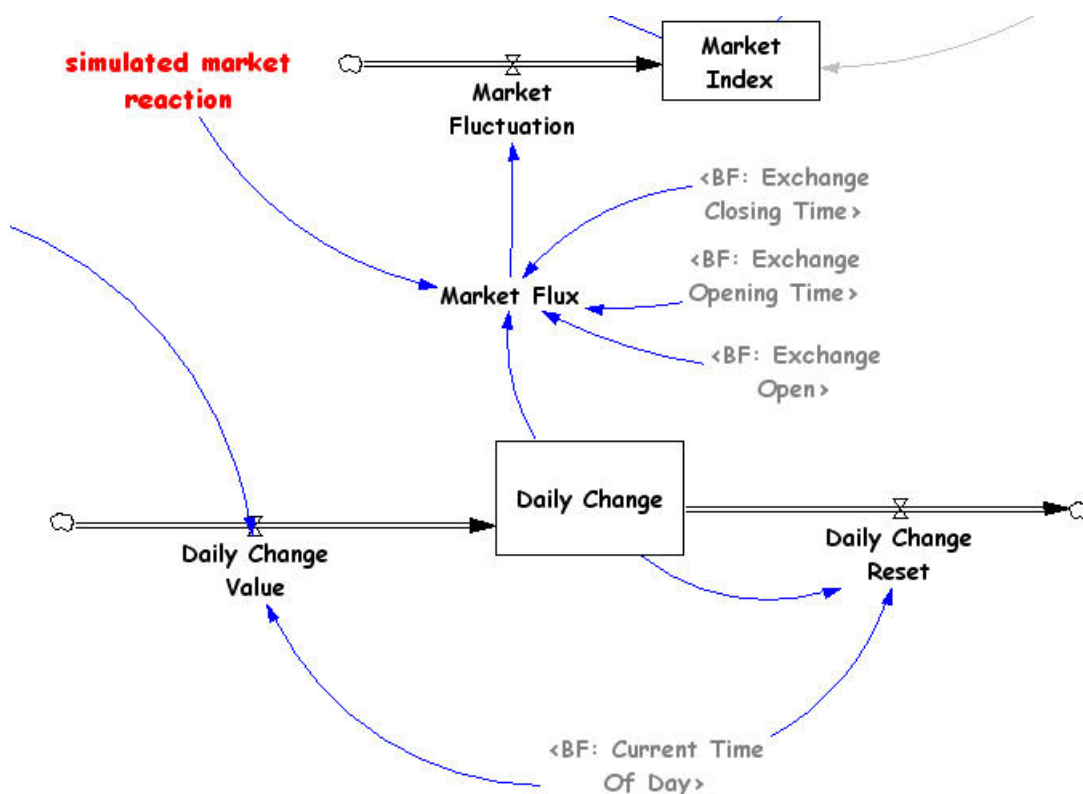 simulated market
reaction
Market
Index
Market
Fluctuation
<BF: Exchange
Closing Time>
<BF: Exchange
Opening Time>
Market Flux
<BF: Exchange
Open>
Daily Change
Daily Change
Value
Daily Change
Reset
<BF: Current Time
Of Day>